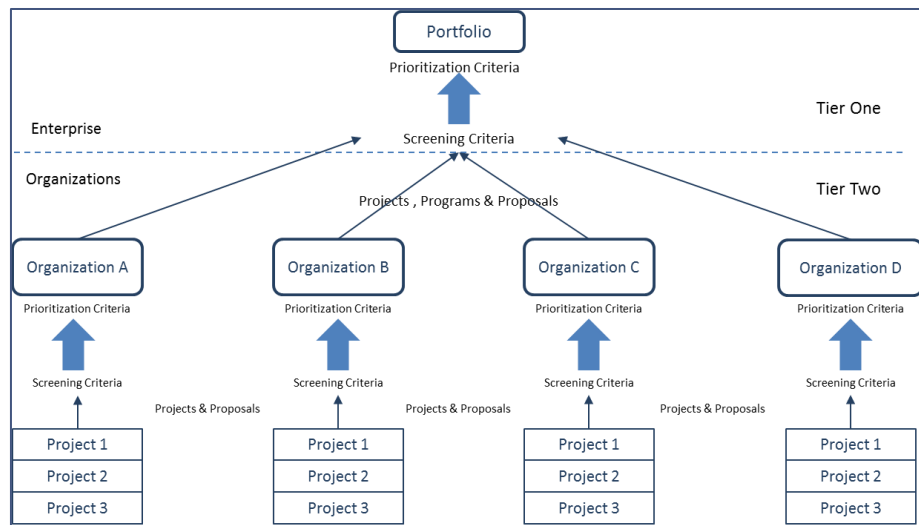 Portfolio
Prioritization Criteria
Tier One
Enterprise
Screening Criteria
Organizations
Tier Two
Projects , Programs & Proposals
Organization A
Organization B
Organization C
Organization D
Prioritization Criteria
Prioritization Criteria
Prioritization Criteria
Prioritization Criteria
Screening Criteria
Screening Criteria
Screening Criteria
Screening Criteria
Projects & Proposals
Projects & Proposals
Projects & Proposals
Project 1
Project 1
Project 1
Project 1
Project 2
Project 2
Project 2
Project 2
Project 3
Project 3
Project 3
Project 3